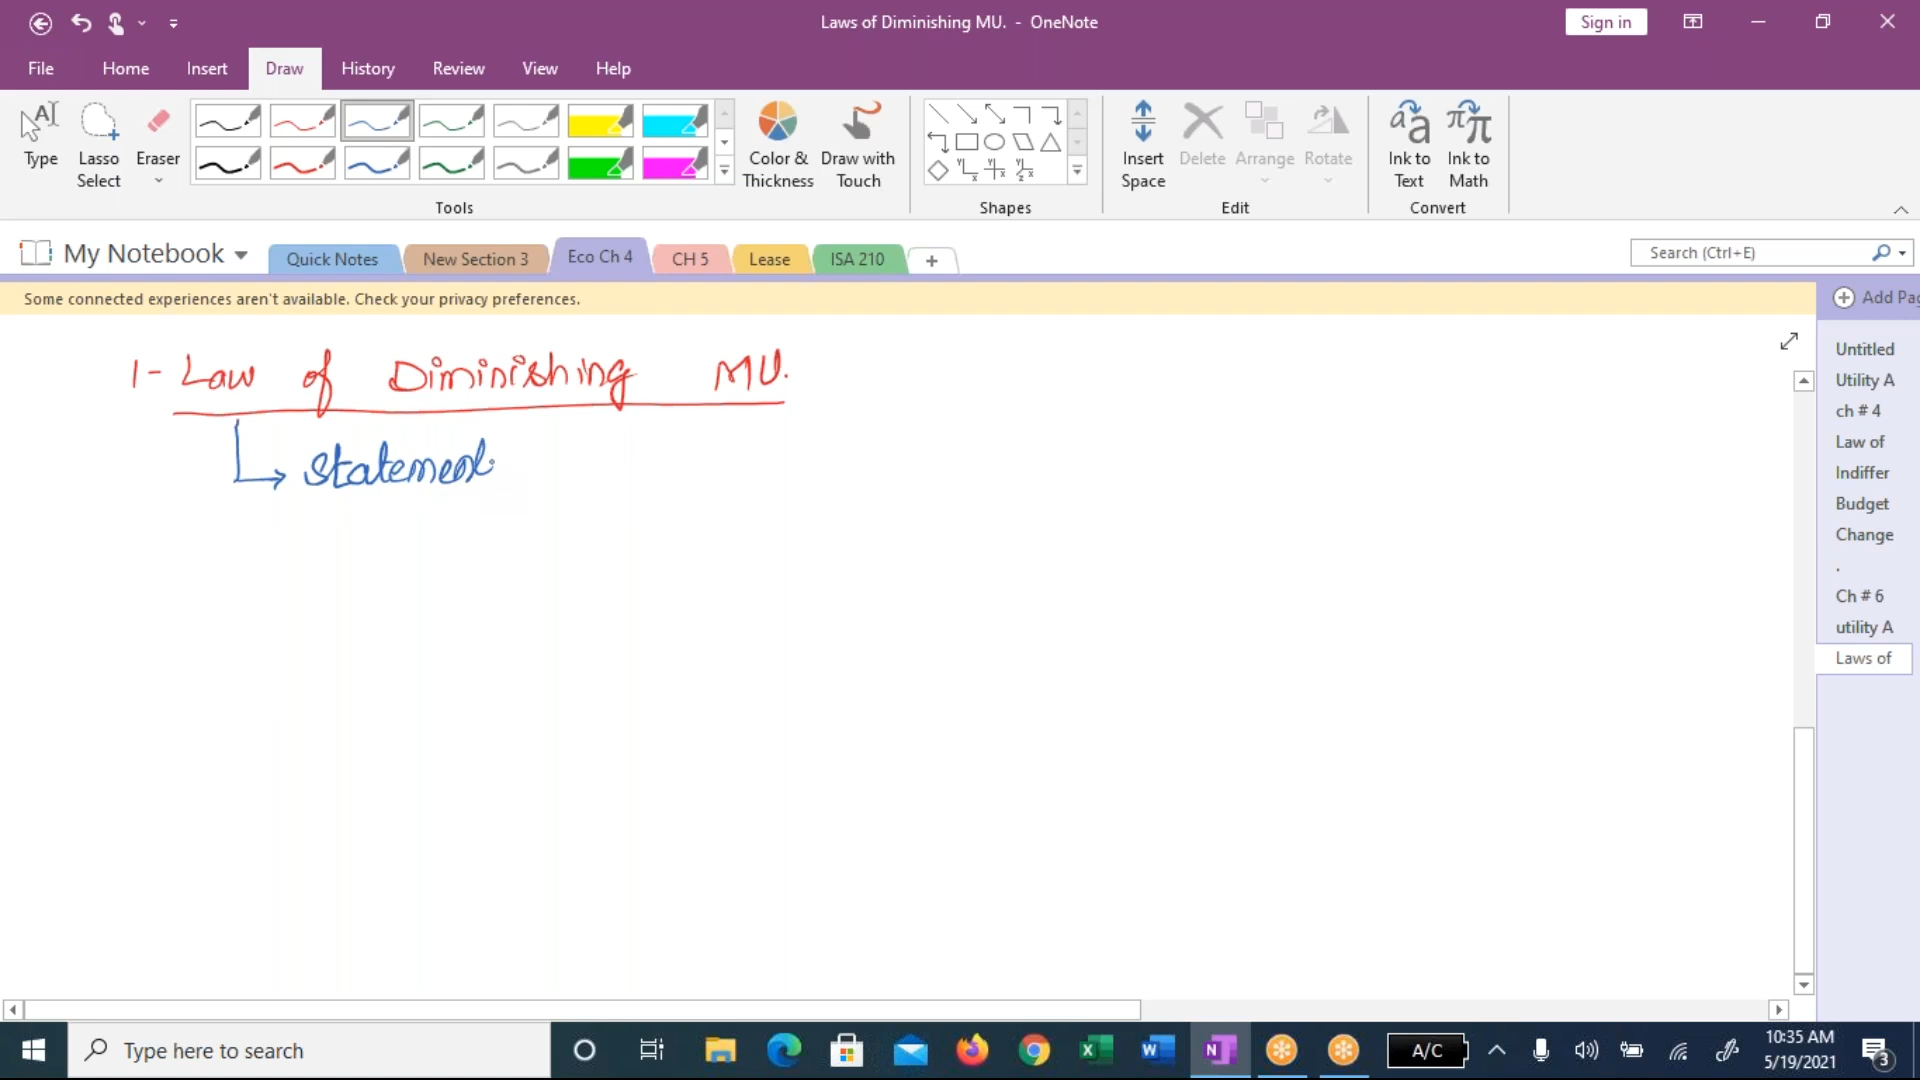 Laws of Diminishing MU. - OneNote
Sign in
File Home Insert Draw History Review View Help
Type
Lasso Select
Eraser
Color & Thickness
Draw with Touch
Insert Space
Delete
Arrange
Rotate
Ink to Text
Ink to Math
Tools Shapes Edit Convert
My Notebook
Quick Notes New Section 3 Eco Ch 4 CH 5 Lease ISA 210 +
Search (Ctrl+E)
Some connected experiences aren't available. Check your privacy preferences.
Add Pag
1- Law of Diminishing MU.
Statement
Untitled
Utility A
ch # 4
Law of
Indiffer
Budget
Change
.
Ch # 6
utility A
Laws of
Type here to search
A/C
10:35 AM
5/19/2021
3